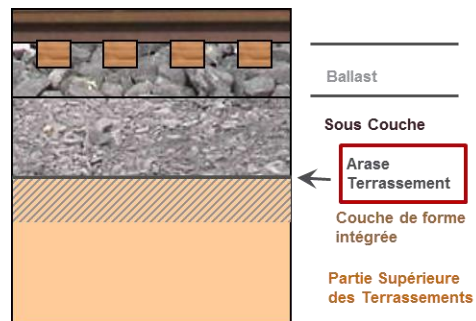 Ballast
Sous Couche
Arase
Terrassement
Couche de forme
intégrée
Partie Supérieure
des Terrassements